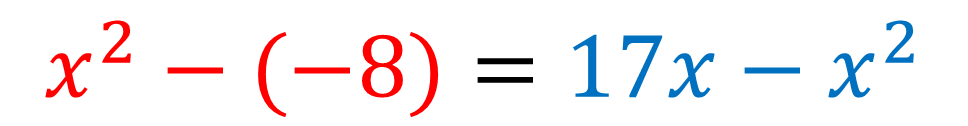 x² − (−8) = 17x − x²